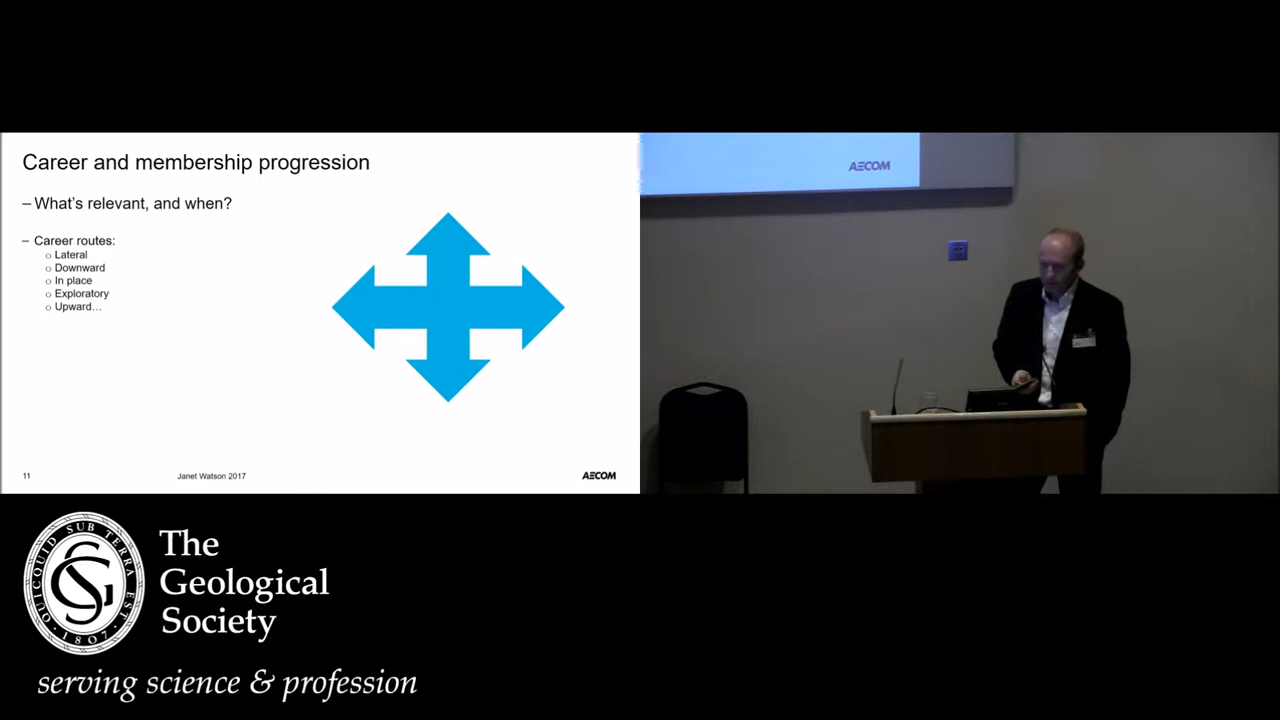 Career and membership progression
– What’s relevant, and when?
– Career routes:
o Lateral
o Downward
o In place
o Exploratory
o Upward…
11
Janet Watson 2017
AECOM
AECOM
QUICQUID SUB TERRA EST
1807
The
Geological
Society
serving science & profession